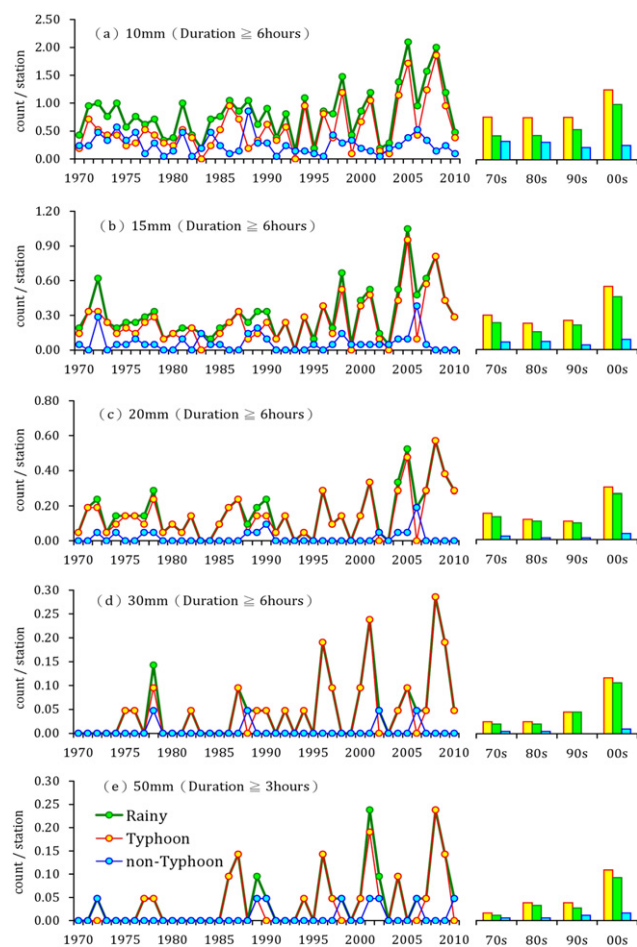 (a) 10mm (Duration ≧ 6hours)
count / station
2.50
2.00
1.50
1.00
0.50
0.00
1970 1975 1980 1985 1990 1995 2000 2005 2010
70s 80s 90s 00s
(b) 15mm (Duration ≧ 6hours)
count / station
1.20
0.90
0.60
0.30
0.00
1970 1975 1980 1985 1990 1995 2000 2005 2010
70s 80s 90s 00s
(c) 20mm (Duration ≧ 6hours)
count / station
0.80
0.60
0.40
0.20
0.00
1970 1975 1980 1985 1990 1995 2000 2005 2010
70s 80s 90s 00s
(d) 30mm (Duration ≧ 6hours)
count / station
0.30
0.25
0.20
0.15
0.10
0.05
0.00
1970 1975 1980 1985 1990 1995 2000 2005 2010
70s 80s 90s 00s
(e) 50mm (Duration ≧ 3hours)
count / station
0.30
0.25
0.20
0.15
0.10
0.05
0.00
Rainy
Typhoon
non-Typhoon
1970 1975 1980 1985 1990 1995 2000 2005 2010
70s 80s 90s 00s